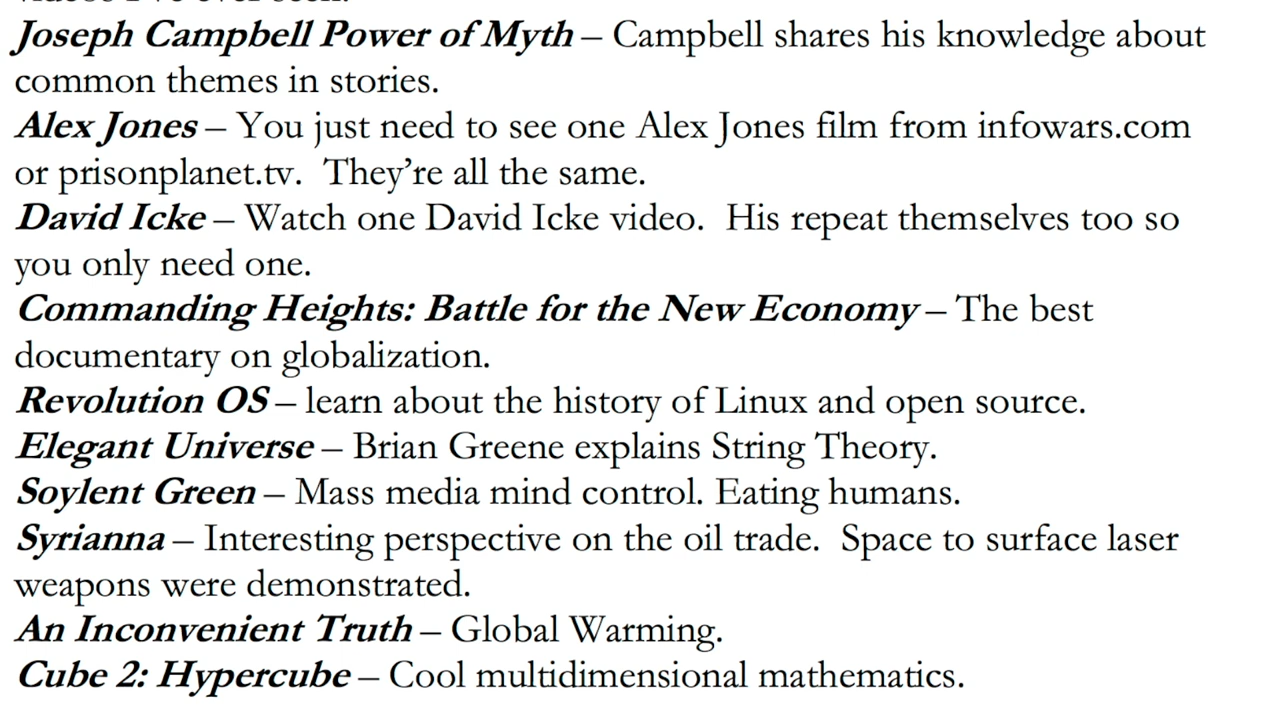 videos I've ever seen.
Joseph Campbell Power of Myth – Campbell shares his knowledge about
common themes in stories.
Alex Jones – You just need to see one Alex Jones film from infowars.com
or prisonplanet.tv.  They're all the same.
David Icke – Watch one David Icke video.  His repeat themselves too so
you only need one.
Commanding Heights: Battle for the New Economy – The best
documentary on globalization.
Revolution OS – learn about the history of Linux and open source.
Elegant Universe – Brian Greene explains String Theory.
Soylent Green – Mass media mind control. Eating humans.
Syrianna – Interesting perspective on the oil trade.  Space to surface laser
weapons were demonstrated.
An Inconvenient Truth – Global Warming.
Cube 2: Hypercube – Cool multidimensional mathematics.